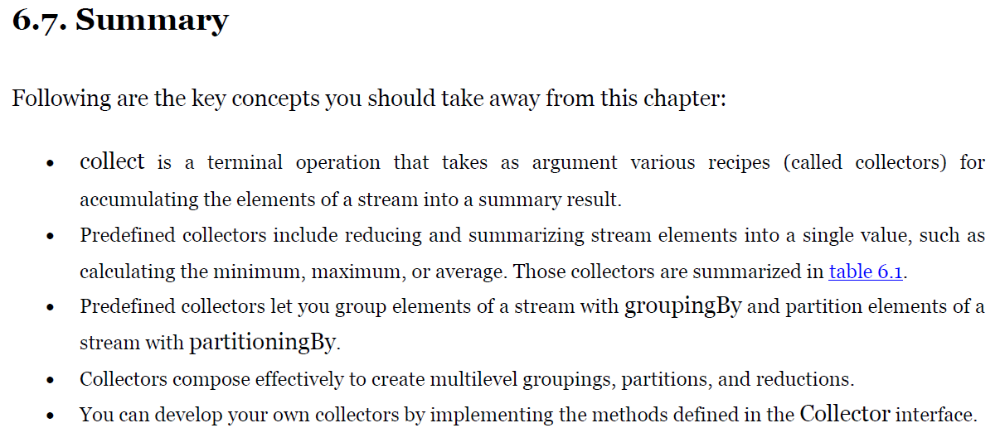 6.7. Summary
Following are the key concepts you should take away from this chapter:
• collect is a terminal operation that takes as argument various recipes (called collectors) for
accumulating the elements of a stream into a summary result.
• Predefined collectors include reducing and summarizing stream elements into a single value, such as
calculating the minimum, maximum, or average. Those collectors are summarized in table 6.1.
• Predefined collectors let you group elements of a stream with groupingBy and partition elements of a
stream with partitioningBy.
• Collectors compose effectively to create multilevel groupings, partitions, and reductions.
• You can develop your own collectors by implementing the methods defined in the Collector interface.